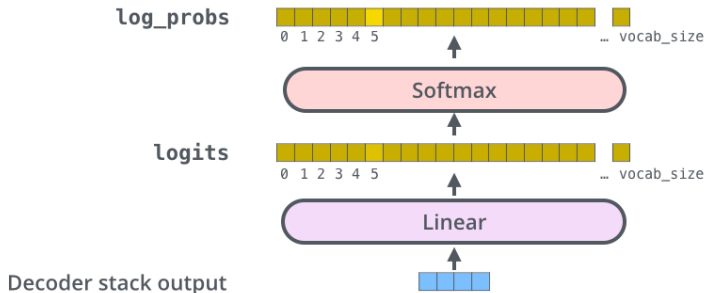 log_probs
0 1 2 3 4 5 … vocab_size
Softmax
logits
0 1 2 3 4 5 … vocab_size
Linear
Decoder stack output